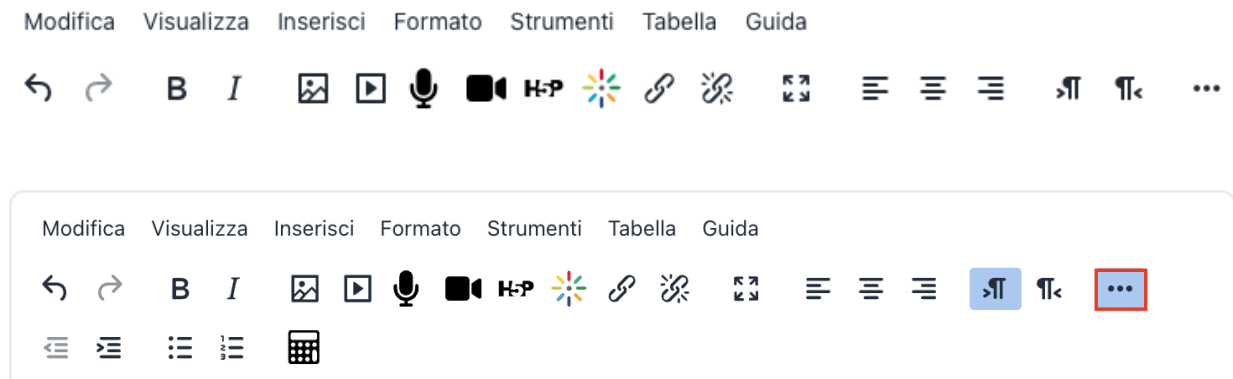 Modifica Visualizza Inserisci Formato Strumenti Tabella Guida
B I H5P
Modifica Visualizza Inserisci Formato Strumenti Tabella Guida
B I H5P